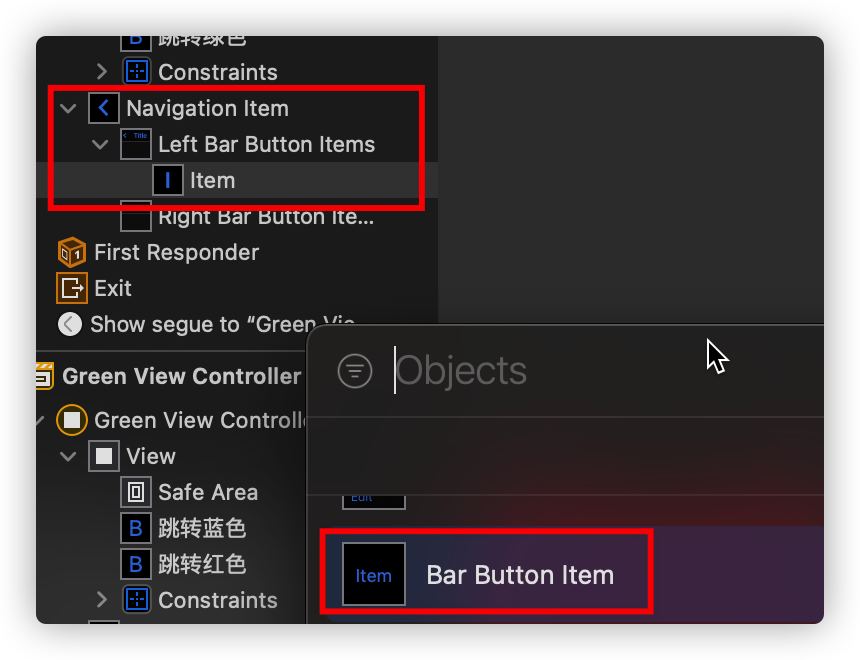 B 跳转绿色
Constraints
Navigation Item
Title
Left Bar Button Items
I Item
Right Bar Button Ite...
1 First Responder
Exit
Show segue to “Green Vie
Green View Controller
Green View Controlle
View
Safe Area
B 跳转蓝色
B 跳转红色
Constraints
Objects
Edit
Item Bar Button Item